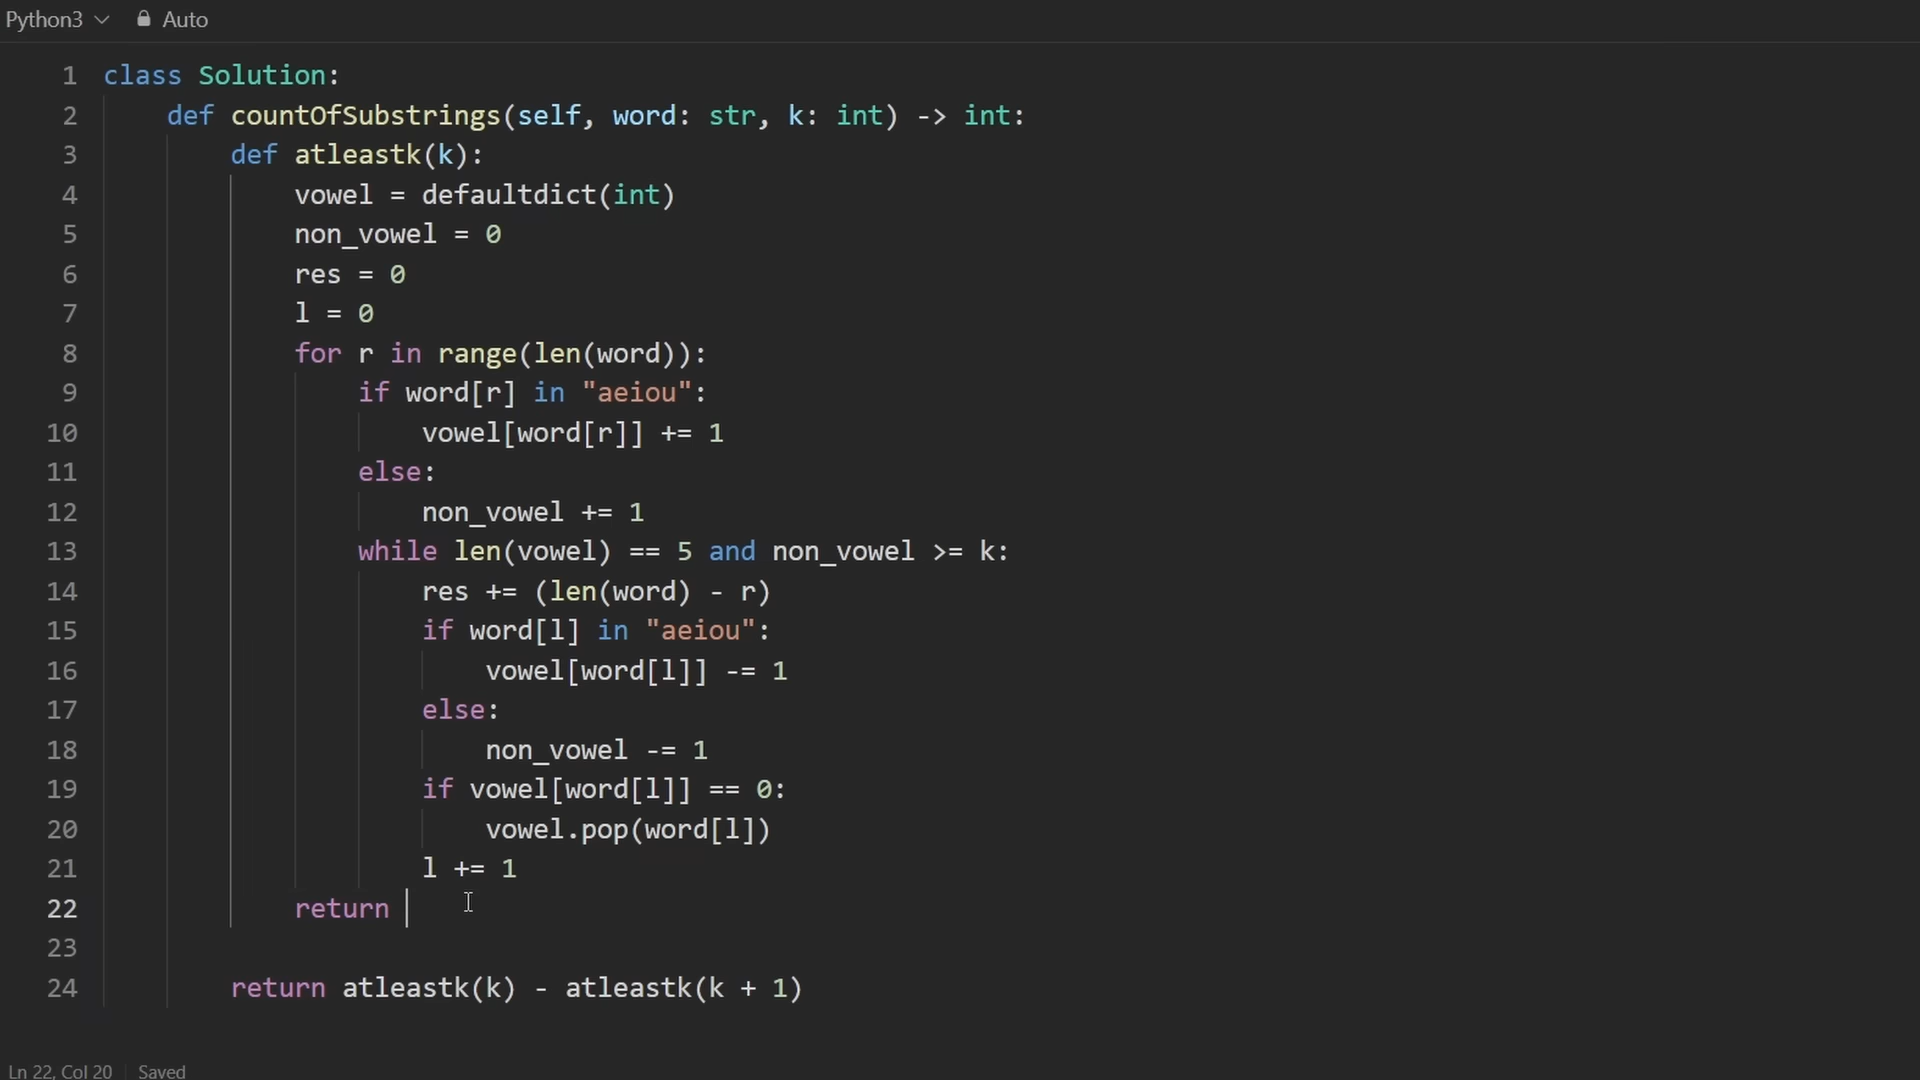 Python3 Auto
1 class Solution:
2     def countOfSubstrings(self, word: str, k: int) -> int:
3         def atleastk(k):
4             vowel = defaultdict(int)
5             non_vowel = 0
6             res = 0
7             l = 0
8             for r in range(len(word)):
9                 if word[r] in "aeiou":
10                     vowel[word[r]] += 1
11                 else:
12                     non_vowel += 1
13                 while len(vowel) == 5 and non_vowel >= k:
14                     res += (len(word) - r)
15                     if word[l] in "aeiou":
16                         vowel[word[l]] -= 1
17                     else:
18                         non_vowel -= 1
19                     if vowel[word[l]] == 0:
20                         vowel.pop(word[l])
21                     l += 1
22             return
23
24         return atleastk(k) - atleastk(k + 1)
Ln 22, Col 20 Saved